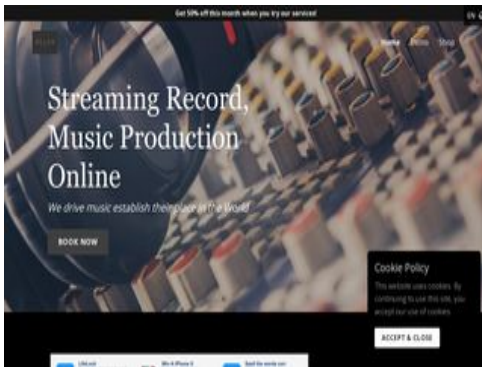 Get 50% off this month when you try our services!
EN
Home
Shop
Streaming Record,
Music Production
Online
We drive music establish their place in the World
BOOK NOW
Cookie Policy
This website uses cookies. By
continuing to use this site, you
accept our use of cookies.
ACCEPT & CLOSE